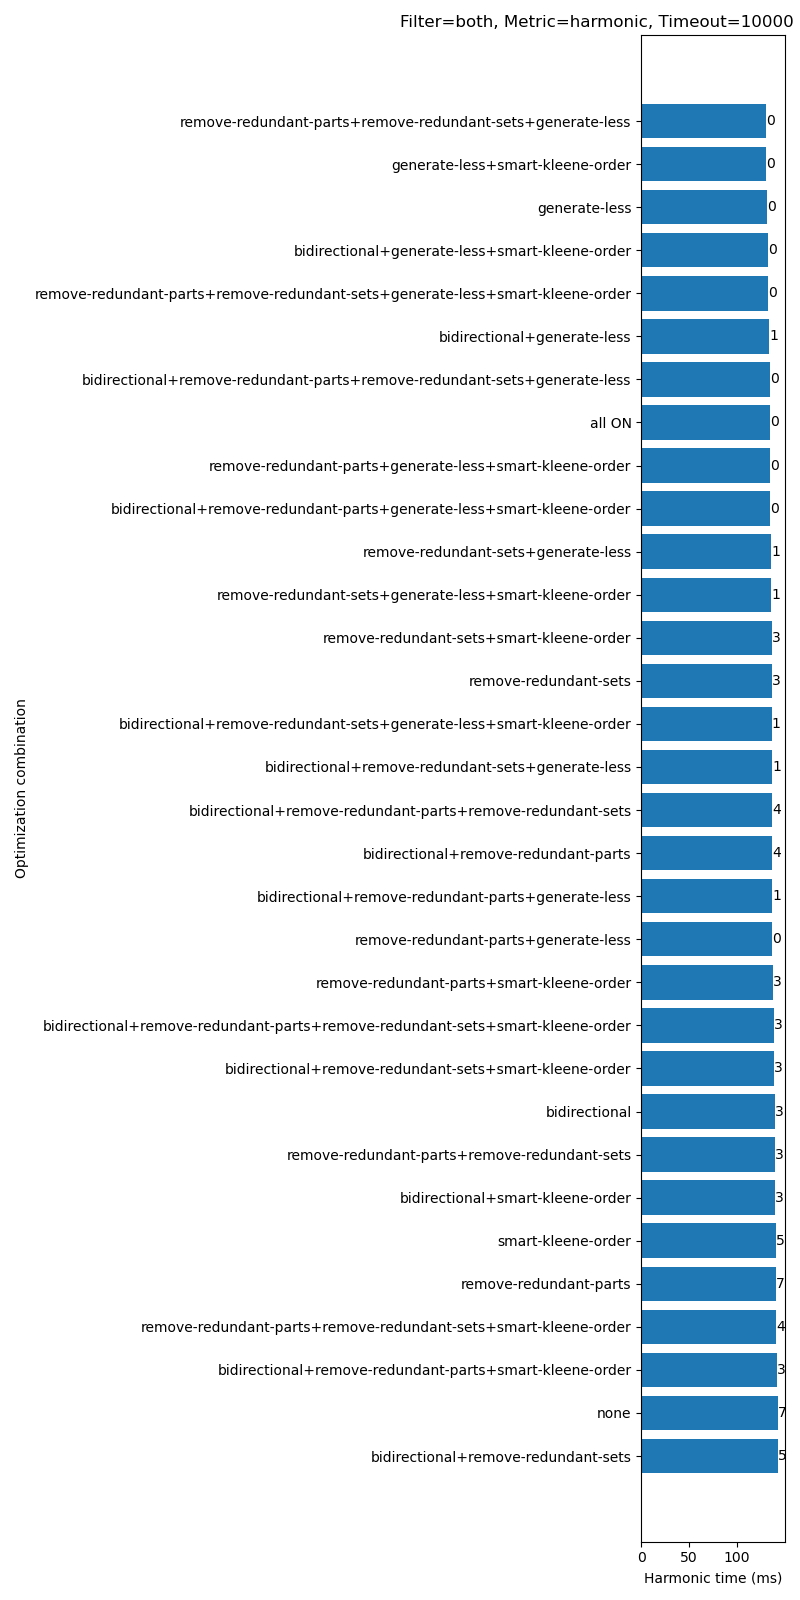 Filter=both, Metric=harmonic, Timeout=10000
remove-redundant-parts+remove-redundant-sets+generate-less 0
generate-less+smart-kleene-order 0
generate-less 0
bidirectional+generate-less+smart-kleene-order 0
remove-redundant-parts+remove-redundant-sets+generate-less+smart-kleene-order 0
bidirectional+generate-less 1
bidirectional+remove-redundant-parts+remove-redundant-sets+generate-less 0
all ON 0
remove-redundant-parts+generate-less+smart-kleene-order 0
bidirectional+remove-redundant-parts+generate-less+smart-kleene-order 0
remove-redundant-sets+generate-less 1
remove-redundant-sets+generate-less+smart-kleene-order 1
remove-redundant-sets+smart-kleene-order 3
remove-redundant-sets 3
bidirectional+remove-redundant-sets+generate-less+smart-kleene-order 1
bidirectional+remove-redundant-sets+generate-less 1
bidirectional+remove-redundant-parts+remove-redundant-sets 4
bidirectional+remove-redundant-parts 4
bidirectional+remove-redundant-parts+generate-less 1
remove-redundant-parts+generate-less 0
remove-redundant-parts+smart-kleene-order 3
bidirectional+remove-redundant-parts+remove-redundant-sets+smart-kleene-order 3
bidirectional+remove-redundant-sets+smart-kleene-order 3
bidirectional 3
remove-redundant-parts+remove-redundant-sets 3
bidirectional+smart-kleene-order 3
smart-kleene-order 5
remove-redundant-parts 7
remove-redundant-parts+remove-redundant-sets+smart-kleene-order 4
bidirectional+remove-redundant-parts+smart-kleene-order 3
none 7
bidirectional+remove-redundant-sets 5
Optimization combination
0 50 100
Harmonic time (ms)